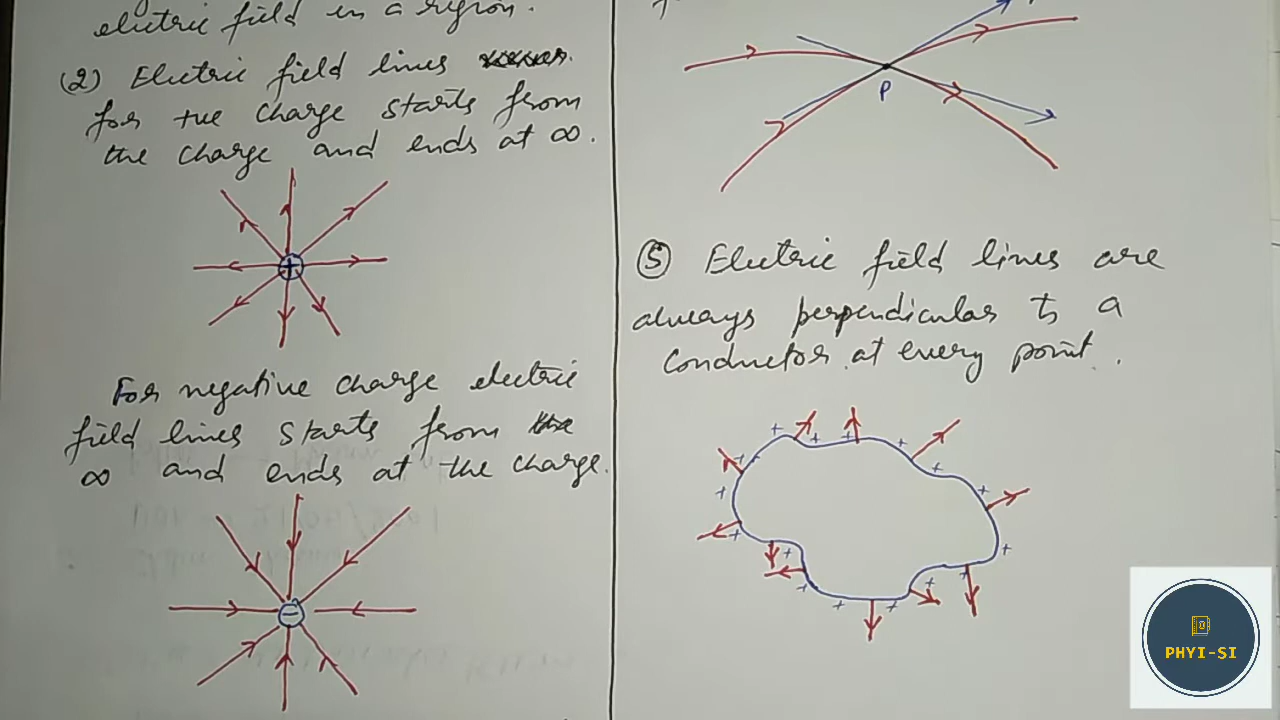 electric field in a region.
(2) Electric field lines
for +ve charge starts from
the charge and ends at ∞.
+
For negative charge electric
field lines starts from the
∞ and ends at the charge.
−
P
⑤ Electric field lines are
always perpendicular to a
conductor at every point.
PHYI-SI